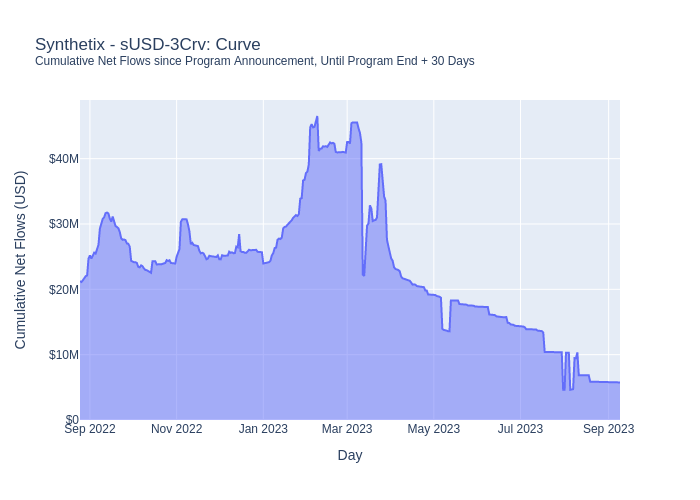 Synthetix - sUSD-3Crv: Curve
Cumulative Net Flows since Program Announcement, Until Program End + 30 Days
Cumulative Net Flows (USD)
$40M
$30M
$20M
$10M
$0
Sep 2022 Nov 2022 Jan 2023 Mar 2023 May 2023 Jul 2023 Sep 2023
Day